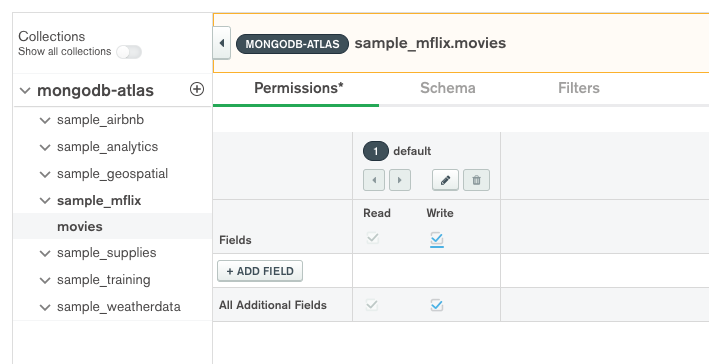 Collections
Show all collections
mongodb-atlas
sample_airbnb
sample_analytics
sample_geospatial
sample_mflix
movies
sample_supplies
sample_training
sample_weatherdata
MONGODB-ATLAS sample_mflix.movies
Permissions* Schema Filters
1 default
Read Write
Fields
+ ADD FIELD
All Additional Fields